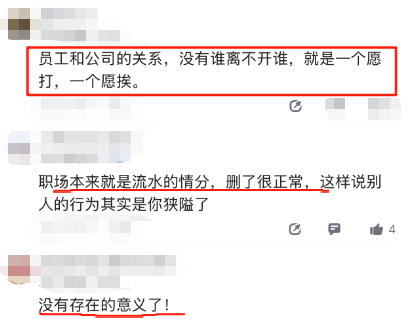 员工和公司的关系，没有谁离不开谁，就是一个愿
打，一个愿挨。
职场本来就是流水的情分，删了很正常，这样说别
人的行为其实是你狭隘了
4
没有存在的意义了！